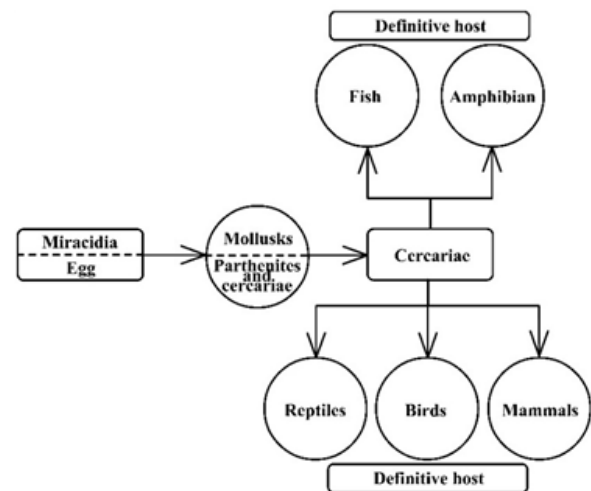 Definitive host
Fish
Amphibian
Miracidia
Egg
Mollusks
Parthenites
and
cercariae
Cercariae
Reptiles
Birds
Mammals
Definitive host